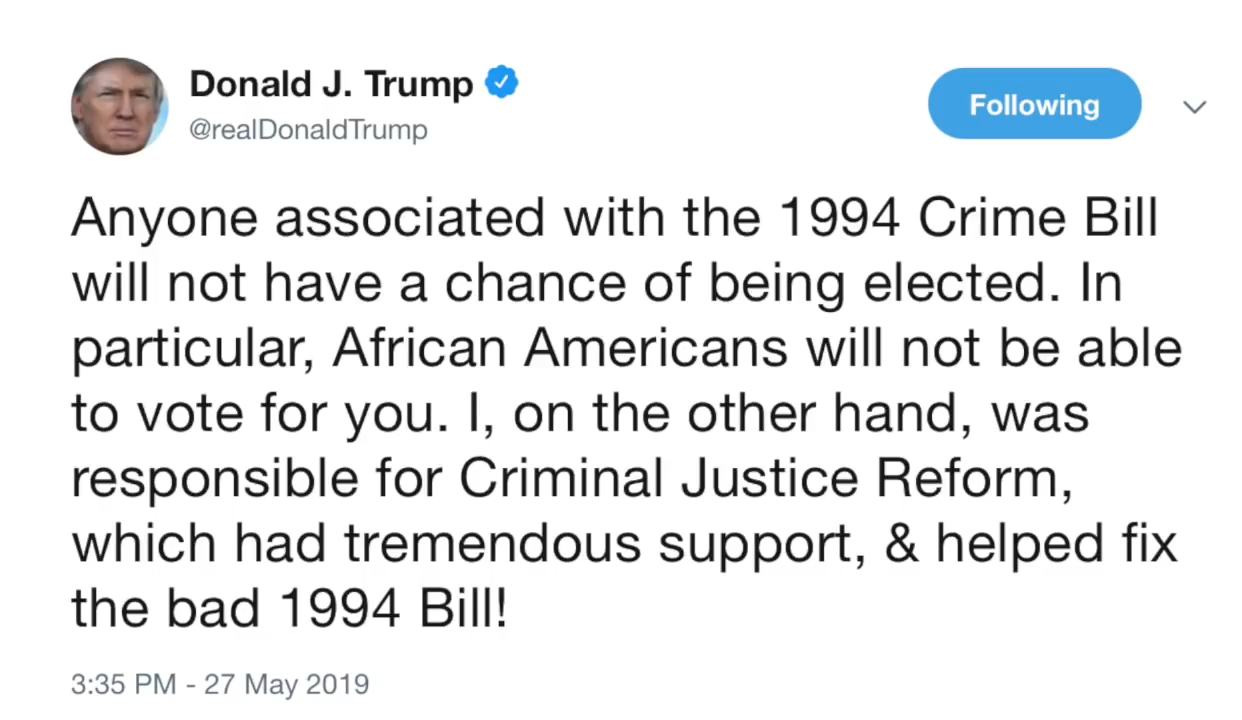 Donald J. Trump
@realDonaldTrump
Following
Anyone associated with the 1994 Crime Bill
will not have a chance of being elected. In
particular, African Americans will not be able
to vote for you. I, on the other hand, was
responsible for Criminal Justice Reform,
which had tremendous support, & helped fix
the bad 1994 Bill!
3:35 PM - 27 May 2019